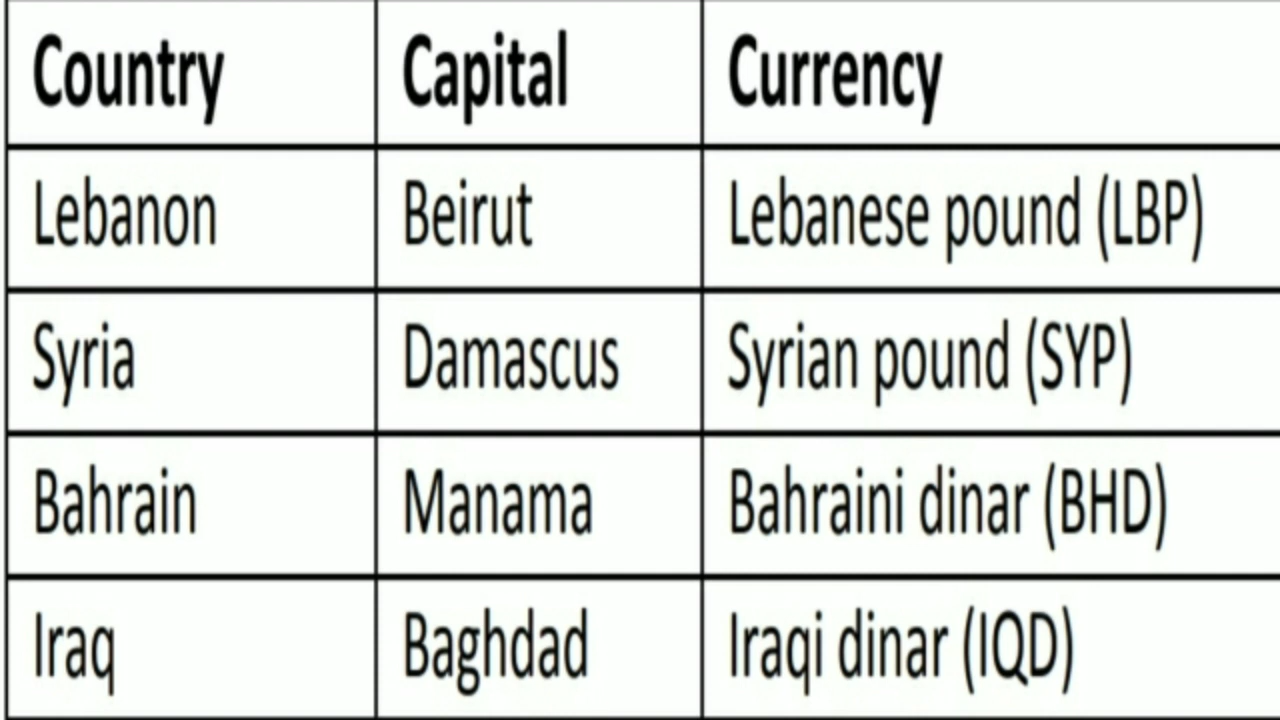 Country Capital Currency
Lebanon Beirut Lebanese pound (LBP)
Syria Damascus Syrian pound (SYP)
Bahrain Manama Bahraini dinar (BHD)
Iraq Baghdad Iraqi dinar (IQD)